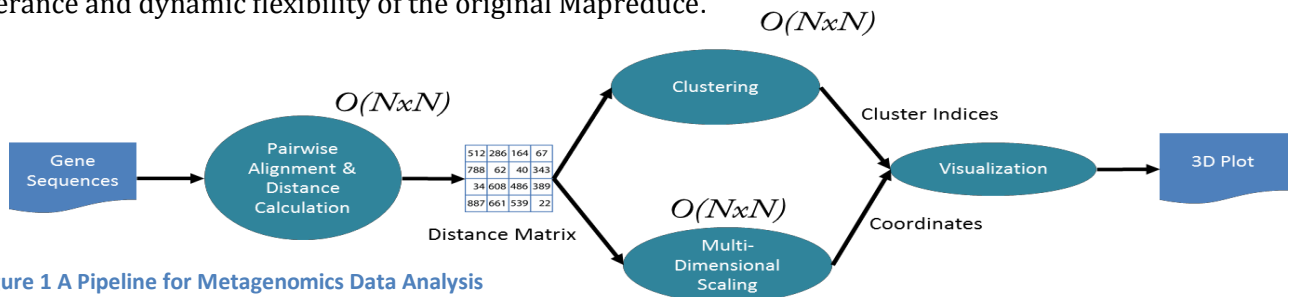 erance and dynamic flexibility of the original Mapreduce.
O(NxN)
Clustering
O(NxN)
Cluster Indices
Gene
Sequences
Pairwise
Alignment &
Distance
Calculation
512 286 164 67
788 62 40 343
34 608 486 389
887 661 539 22
Visualization
3D Plot
Distance Matrix
O(NxN)
Coordinates
Multi-
Dimensional
Scaling
ure 1 A Pipeline for Metagenomics Data Analysis